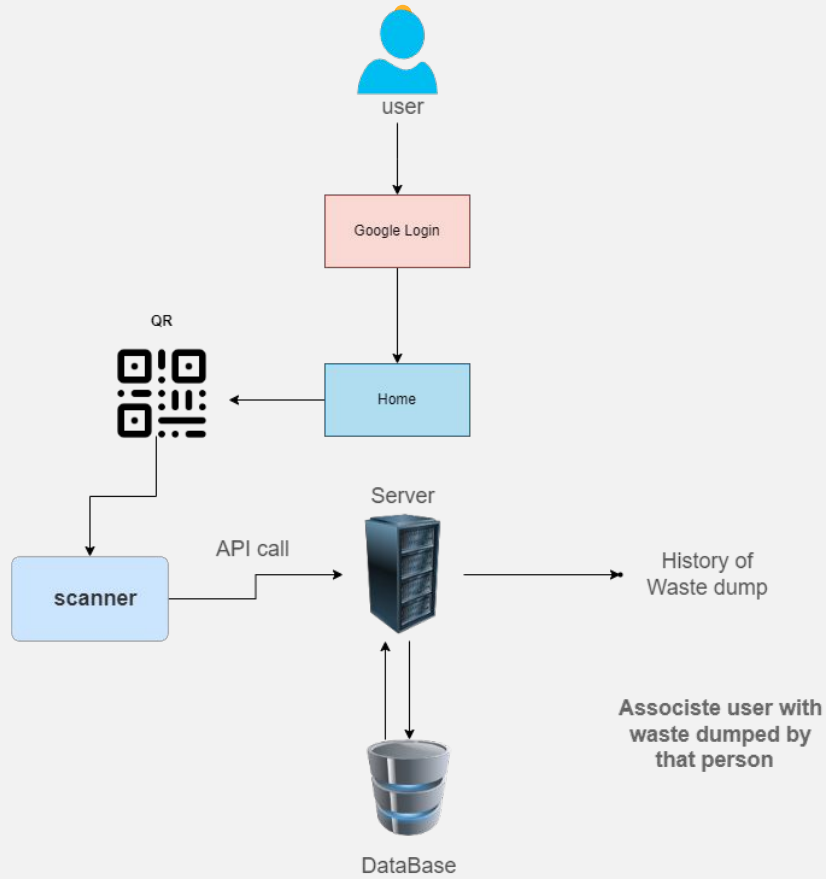 user
Google Login
QR
Home
Server
API call
scanner
History of
Waste dump
Associste user with
waste dumped by
that person
DataBase